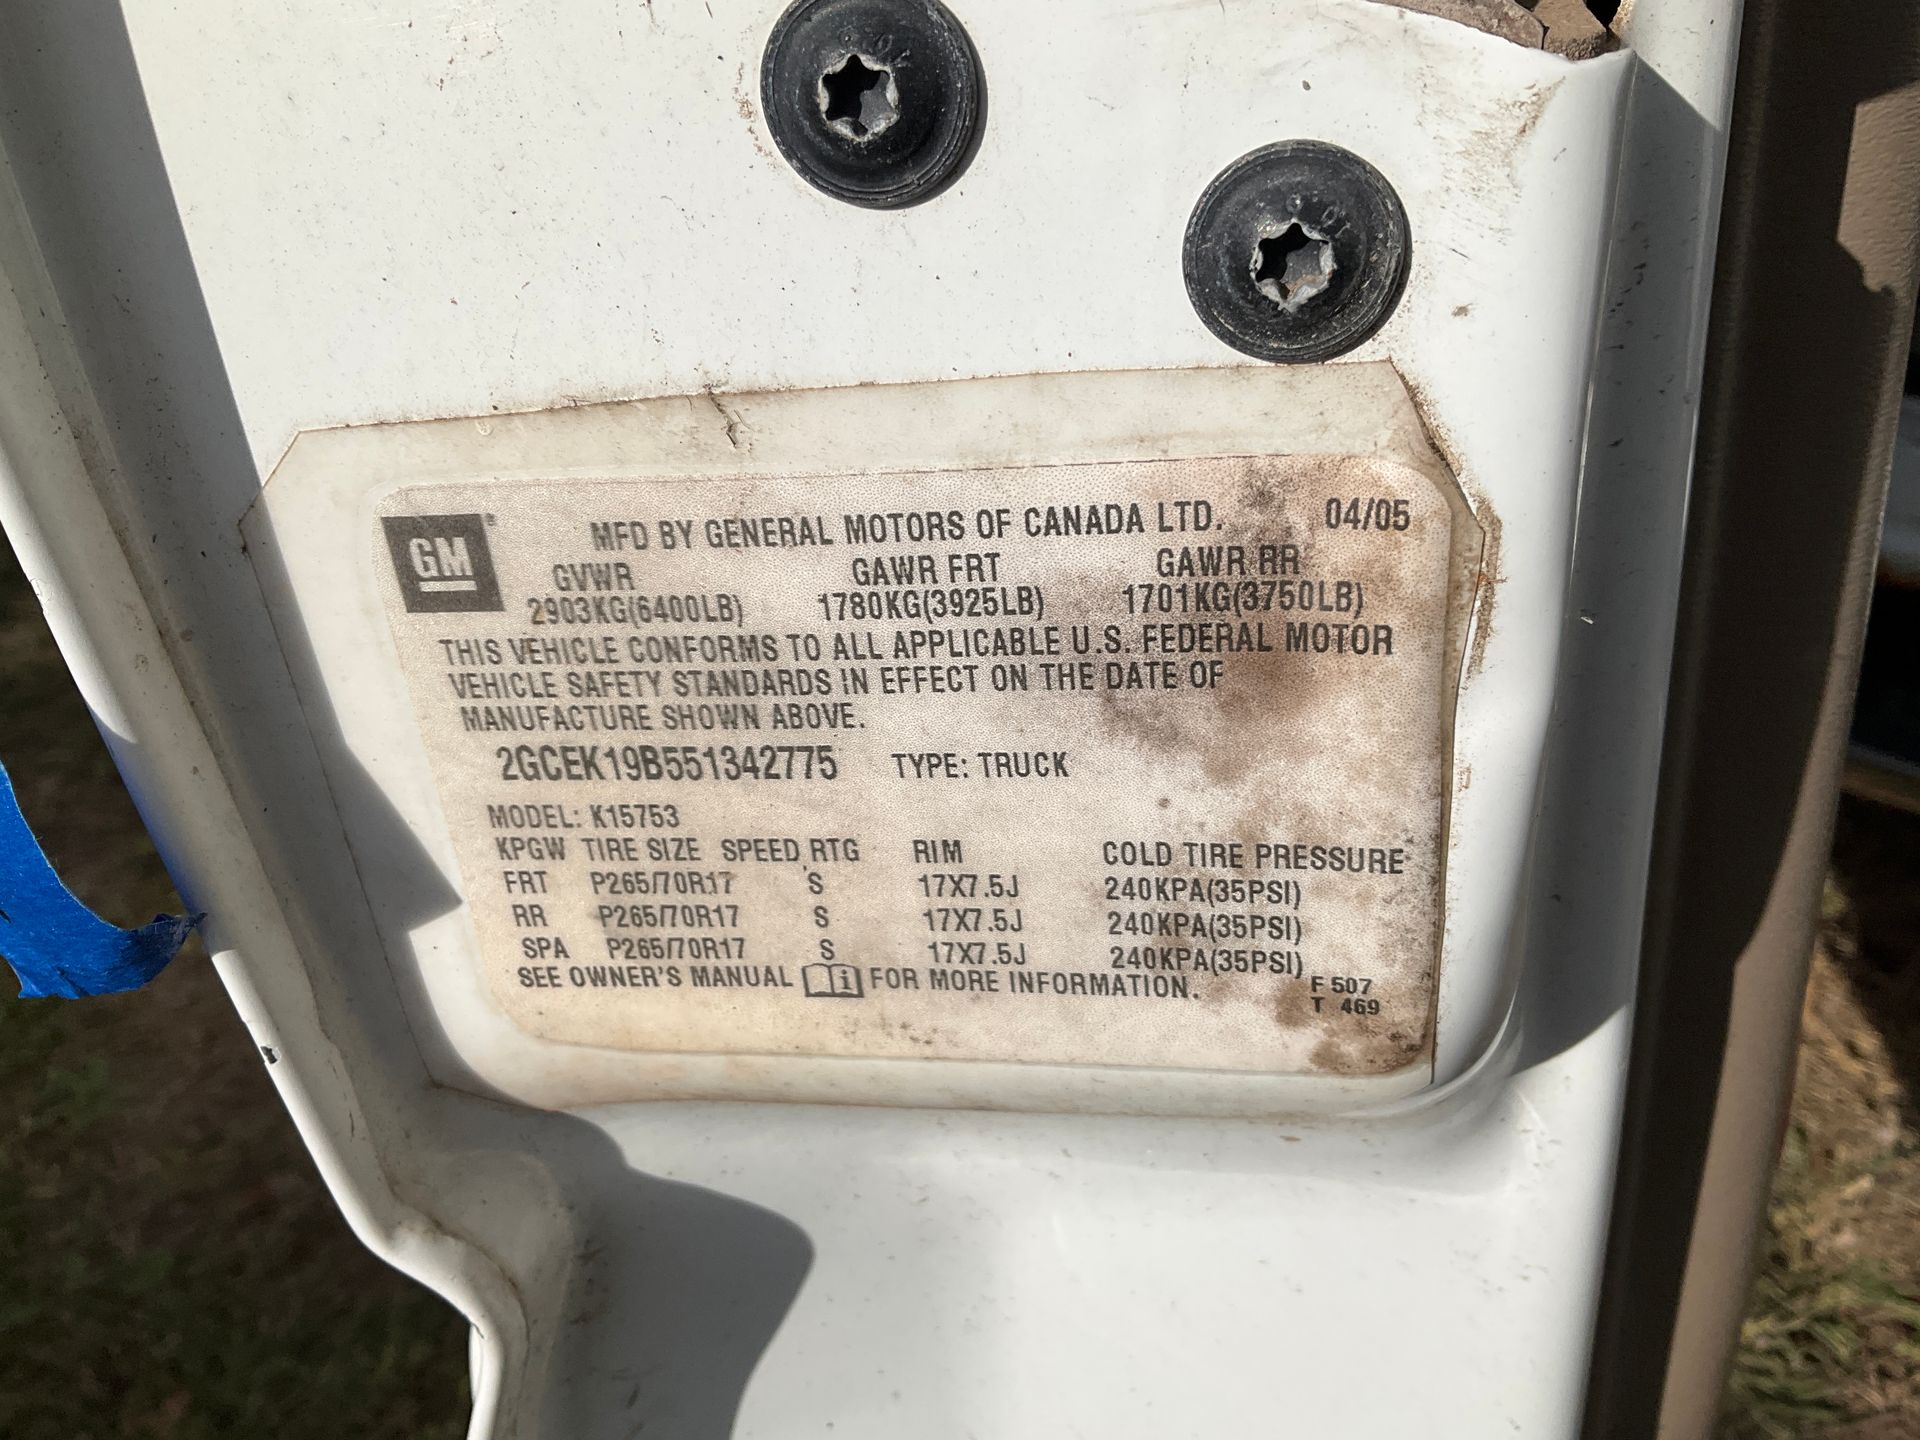 MFD BY GENERAL MOTORS OF CANADA LTD. 04/05
GM
GVWR GAWR FRT GAWR RR
2903KG(6400LB) 1780KG(3925LB) 1701KG(3750LB)
THIS VEHICLE CONFORMS TO ALL APPLICABLE U.S. FEDERAL MOTOR
VEHICLE SAFETY STANDARDS IN EFFECT ON THE DATE OF
MANUFACTURE SHOWN ABOVE.
2GCEK19B551342775 TYPE: TRUCK
MODEL: K15753
KPGW TIRE SIZE SPEED RTG RIM COLD TIRE PRESSURE
FRT P265/70R17 S 17X7.5J 240KPA(35PSI)
RR P265/70R17 S 17X7.5J 240KPA(35PSI)
SPA P265/70R17 S 17X7.5J 240KPA(35PSI)
SEE OWNER'S MANUAL i FOR MORE INFORMATION.
F 507
T 469